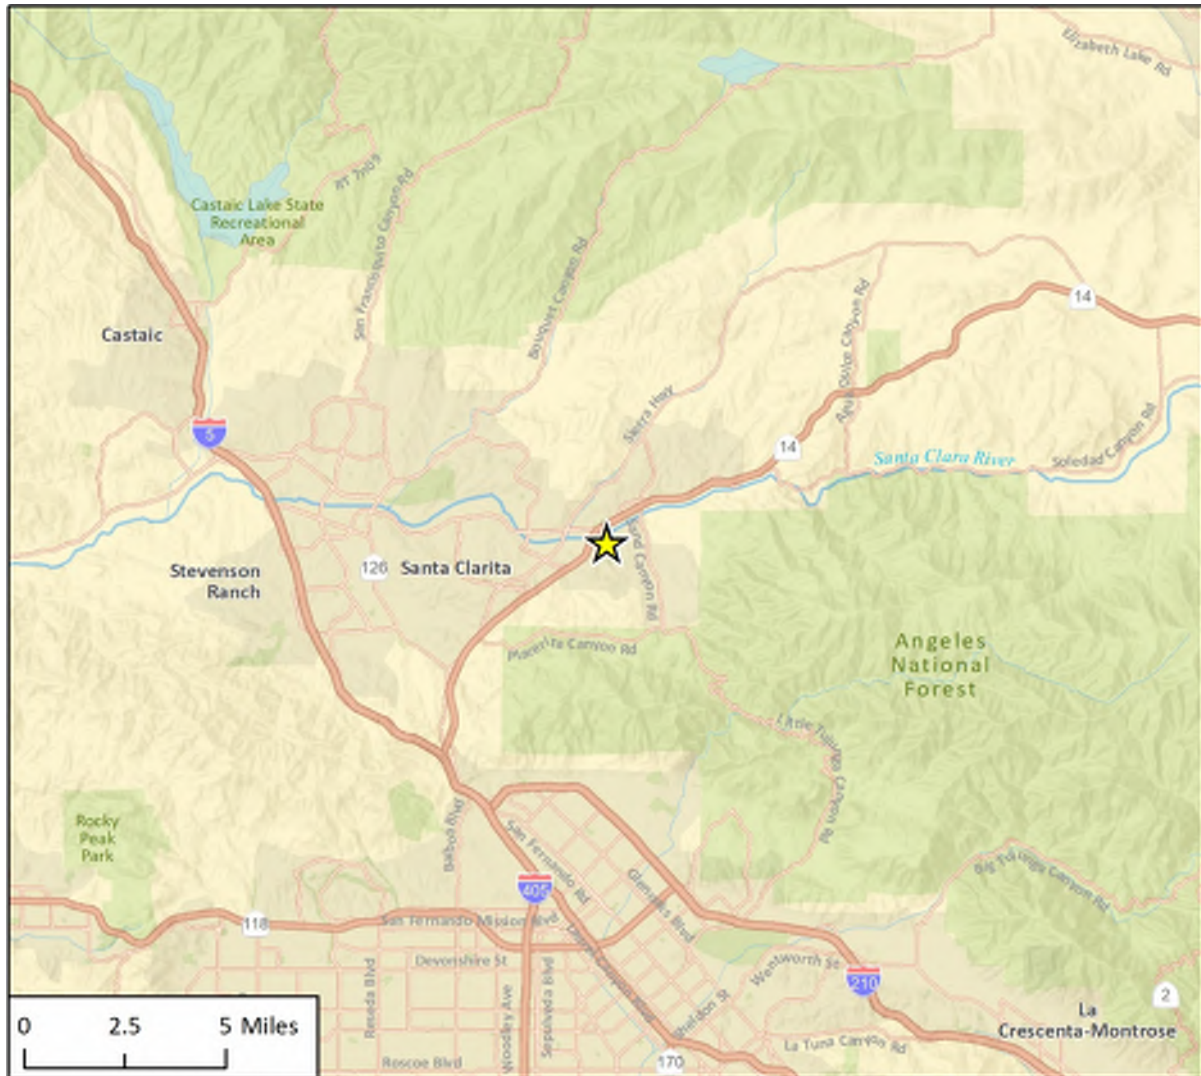 Elizabeth Lake Rd
RT 7n09
San Francisquito Canyon Rd
Castaic Lake State
Recreational
Area
Bouquet Canyon Rd
Agua Dulce Canyon Rd
14
Castaic
Sierra Hwy
5
14
Santa Clara River
Soledad Canyon Rd
Sand Canyon Rd
Stevenson
Ranch
126
Santa Clarita
Placerita Canyon Rd
Angeles
National
Forest
Little Tujunga Canyon Rd
Rocky
Peak
Park
Balboa Blvd
San Fernando Rd
Glenoaks Blvd
Big Tujunga Canyon Rd
405
118
San Fernando Mission Blvd
Laurel Canyon Blvd
Devonshire St
Wentworth St
210
Reseda Blvd
Woodley Ave
Sepulveda Blvd
Sheldon St
2
La
Crescenta-Montrose
La Tuna Canyon Rd
Roscoe Blvd
170
0 2.5 5 Miles